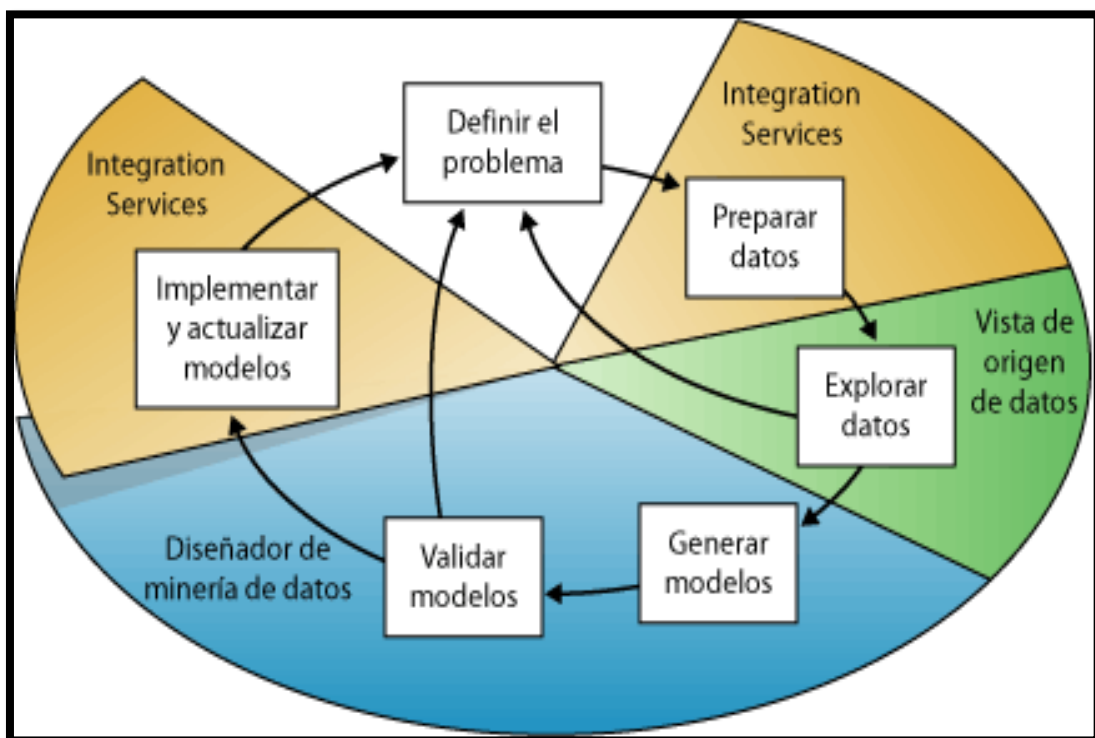 Definir el
problema
Integration
Services
Preparar
datos
Vista de
origen
de datos
Explorar
datos
Generar
modelos
Validar
modelos
Diseñador de
minería de datos
Integration
Services
Implementar
y actualizar
modelos